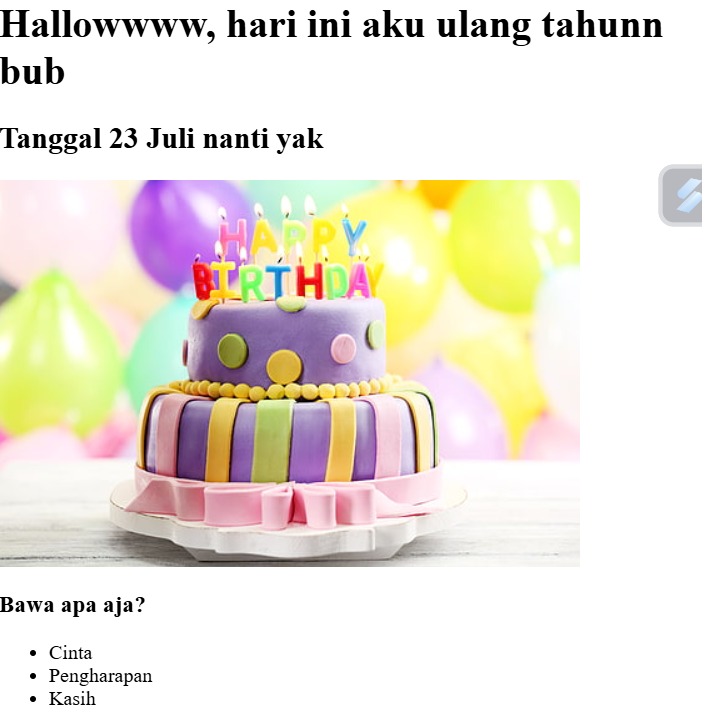 Hallowwww, hari ini aku ulang tahunn
bub
Tanggal 23 Juli nanti yak
HAPPY
BIRTHDAY
Bawa apa aja?
Cinta
Pengharapan
Kasih